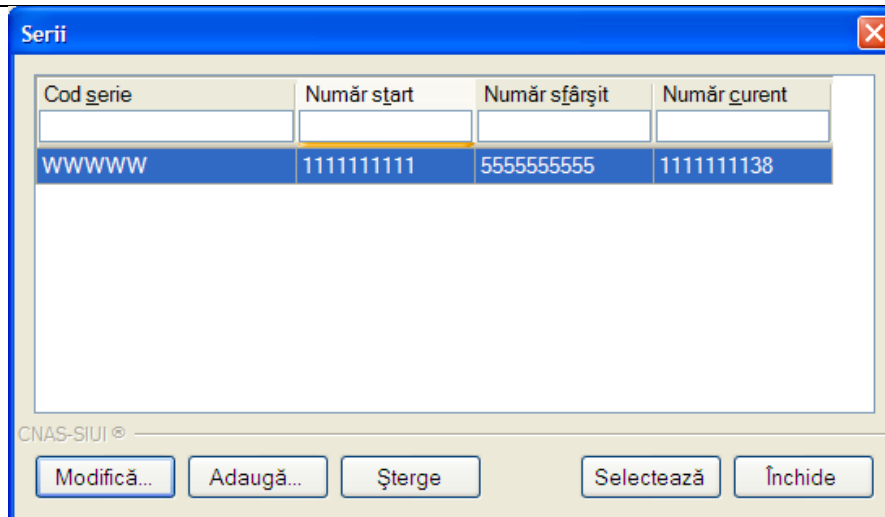 Serii
Cod serie Număr start Număr sfârşit Număr curent
WWWWW 1111111111 5555555555 1111111138
CNAS-SIUI ®
Modifică... Adaugă... Şterge Selectează Închide